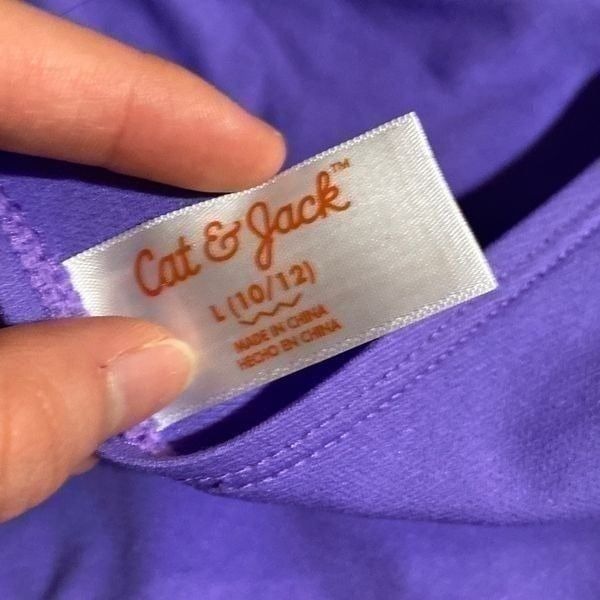 Cat & Jack™
L (10/12)
MADE IN CHINA
HECHO EN CHINA